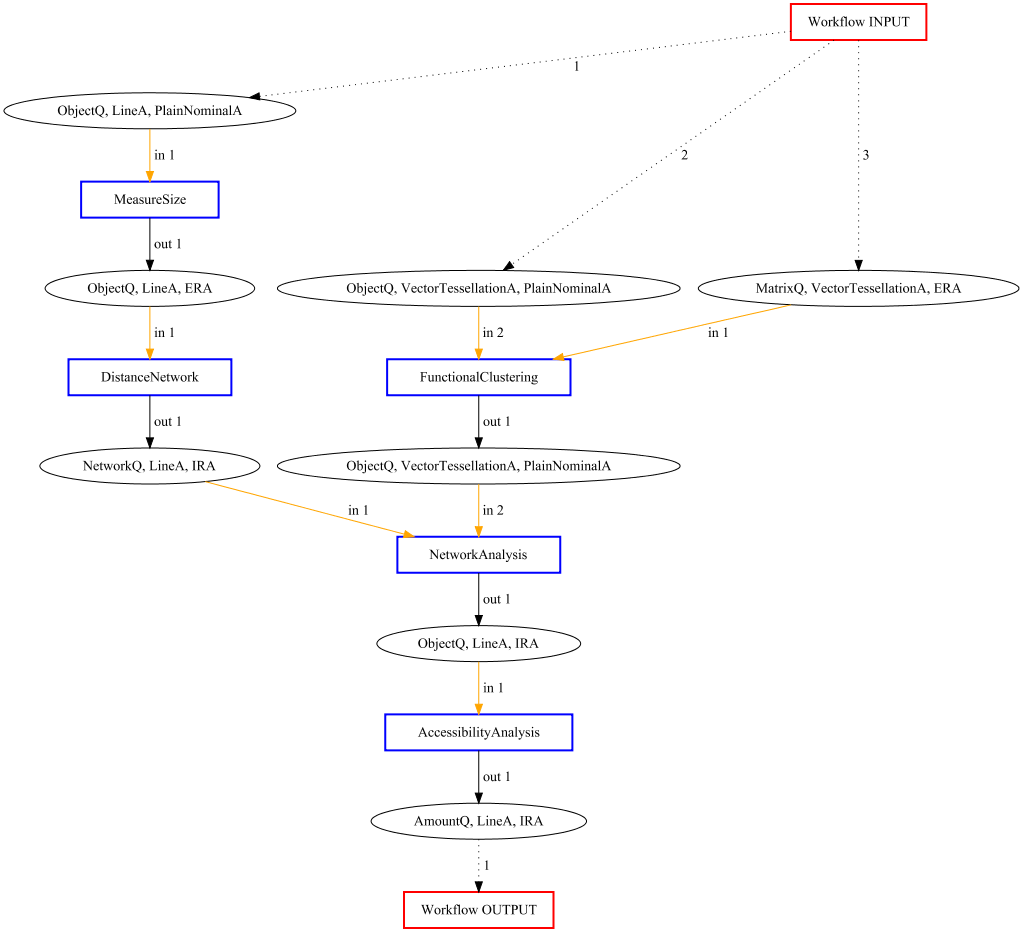 Workflow INPUT
1
2
3
ObjectQ, LineA, PlainNominalA
in 1
MeasureSize
out 1
ObjectQ, LineA, ERA
ObjectQ, VectorTessellationA, PlainNominalA
MatrixQ, VectorTessellationA, ERA
in 1
in 2
in 1
DistanceNetwork
FunctionalClustering
out 1
out 1
NetworkQ, LineA, IRA
ObjectQ, VectorTessellationA, PlainNominalA
in 1
in 2
NetworkAnalysis
out 1
ObjectQ, LineA, IRA
in 1
AccessibilityAnalysis
out 1
AmountQ, LineA, IRA
1
Workflow OUTPUT